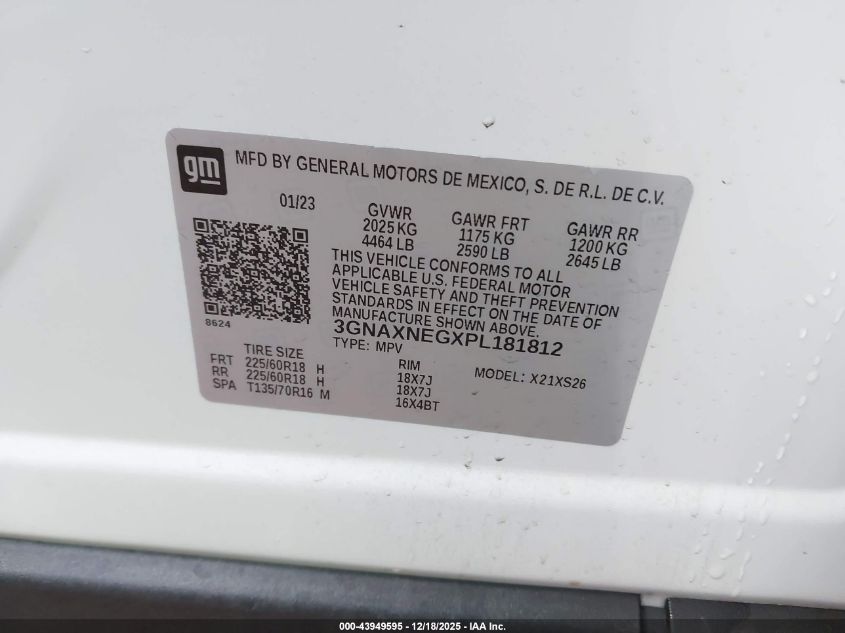 gm
MFD BY GENERAL MOTORS DE MEXICO, S. DE R.L. DE C.V.
01/23
GVWR
2025 KG
4464 LB
GAWR FRT
1175 KG
2590 LB
GAWR RR
1200 KG
2645 LB
THIS VEHICLE CONFORMS TO ALL
APPLICABLE U.S. FEDERAL MOTOR
VEHICLE SAFETY AND THEFT PREVENTION
STANDARDS IN EFFECT ON THE DATE OF
MANUFACTURE SHOWN ABOVE.
8624
3GNAXNEGXPL181812
TYPE: MPV
TIRE SIZE RIM
FRT 225/60R18 H 18X7J
RR 225/60R18 H 18X7J
SPA T135/70R16 M 16X4BT
MODEL: X21XS26
000-43949595 - 12/18/2025 - IAA Inc.